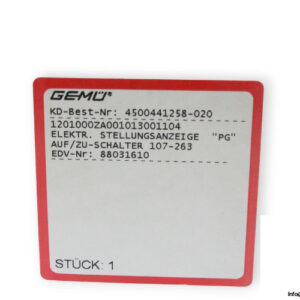 GEMÜ®
KD-Best-Nr: 4500441258-020
1201000ZA001013001104
ELEKTR. STELLUNGSANZEIGE "PG"
AUF/ZU-SCHALTER 107-263
EDV-Nr: 88031610
STÜCK: 1